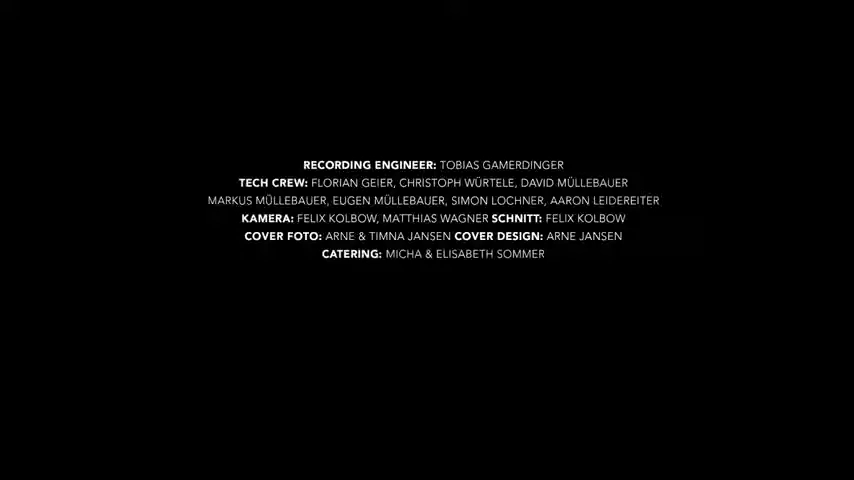 RECORDING ENGINEER: TOBIAS GAMERDINGER
TECH CREW: FLORIAN GEIER, CHRISTOPH WÜRTELE, DAVID MÜLLEBAUER
MARKUS MÜLLEBAUER, EUGEN MÜLLEBAUER, SIMON LOCHNER, AARON LEIDEREITER
KAMERA: FELIX KOLBOW, MATTHIAS WAGNER SCHNITT: FELIX KOLBOW
COVER FOTO: ARNE & TIMNA JANSEN COVER DESIGN: ARNE JANSEN
CATERING: MICHA & ELISABETH SOMMER